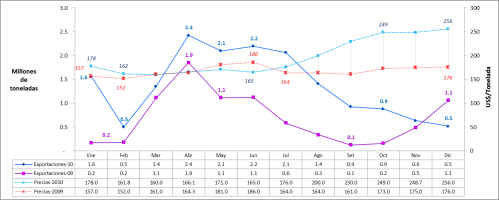 3.0 300
2.5 250
2.0 200
1.5 150
1.0 100
0.5 50
- 0
Millones
de
toneladas
US$/Tonelada
157 178 162 2.4 2.1 2.2 249 256
1.6 152 0.5 1.9 165 186 164 176
0.2 1.1 1.1 0.9 1.1
0.1 0.5
Ene Feb Mar Abr May Jun Jul Ago Set Oct Nov Dic
Exportaciones-10 1.6 0.5 1.4 2.4 2.1 2.2 2.1 1.4 0.9 0.9 0.6 0.5
Exportaciones-2009 0.2 0.2 1.1 1.9 1.1 1.1 0.6 0.3 0.1 0.2 0.5 1.1
Precios-2010 178.0 161.8 160.0 166.1 171.0 165.0 176.0 200.0 230.0 249.0 248.7 256.0
Precios-2009 157.0 152.0 161.0 164.3 181.0 186.0 164.0 164.0 161.0 173.0 175.0 176.0